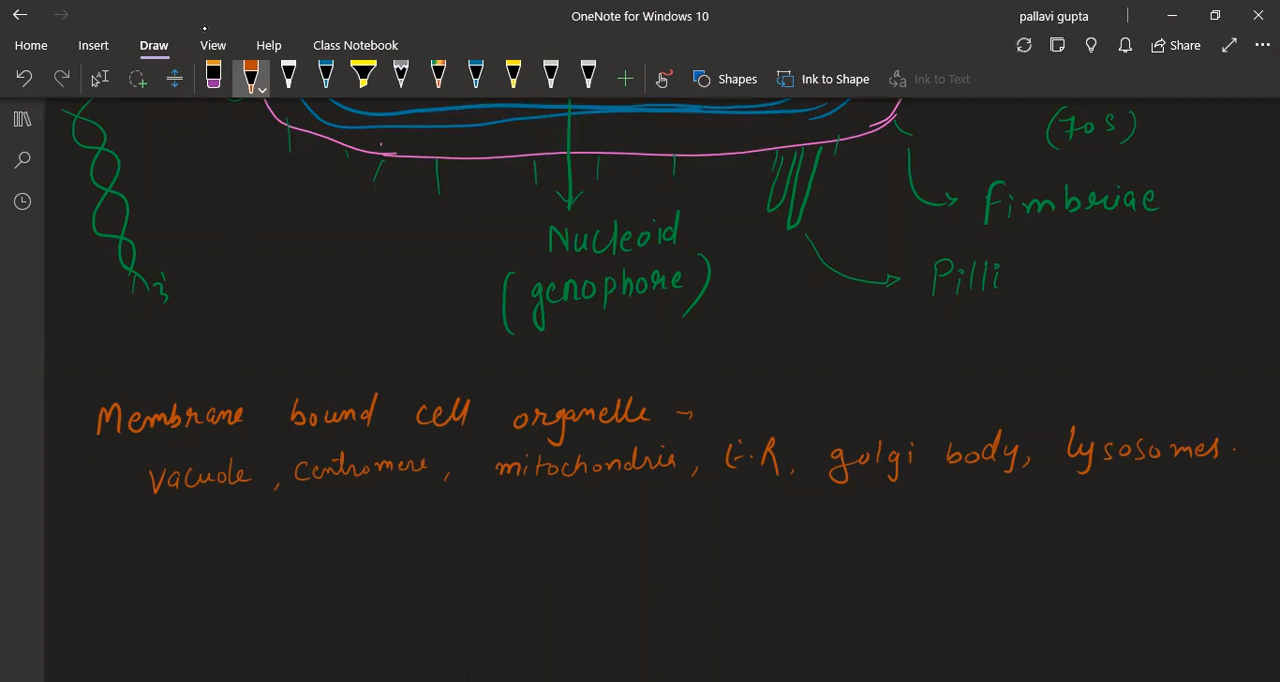 OneNote for Windows 10
pallavi gupta
Home Insert Draw View Help Class Notebook
Share
Shapes Ink to Shape Ink to Text
(70s)
Fimberiae
Nucleoid
(genophore)
Pilli
Membrane bound cell organelle →
Vacuole, Centromere, mitochondria, E.R, golgi body, lysosomes.